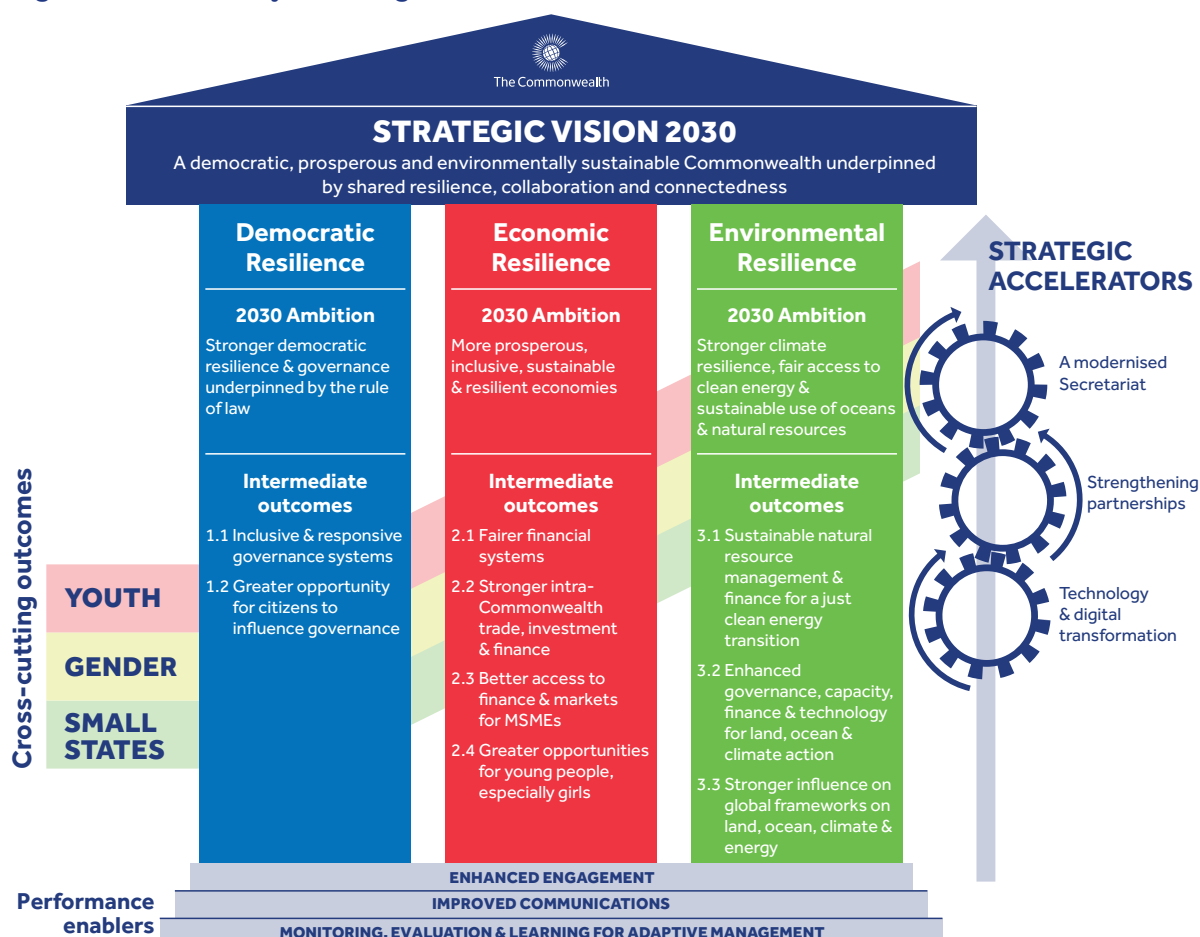 The Commonwealth
STRATEGIC VISION 2030
A democratic, prosperous and environmentally sustainable Commonwealth underpinned
by shared resilience, collaboration and connectedness
Democratic
Resilience
2030 Ambition
Stronger democratic
resilience & governance
underpinned by the rule
of law
Intermediate
outcomes
1.1 Inclusive & responsive
governance systems
1.2 Greater opportunity
for citizens to
influence governance
Economic
Resilience
2030 Ambition
More prosperous,
inclusive, sustainable
& resilient economies
Intermediate
outcomes
2.1 Fairer financial
systems
2.2 Stronger intra-
Commonwealth
trade, investment
& finance
2.3 Better access to
finance & markets
for MSMEs
2.4 Greater opportunities
for young people,
especially girls
Environmental
Resilience
2030 Ambition
Stronger climate
resilience, fair access to
clean energy &
sustainable use of oceans
& natural resources
Intermediate
outcomes
3.1 Sustainable natural
resource
management &
finance for a just
clean energy
transition
3.2 Enhanced
governance, capacity,
finance & technology
for land, ocean &
climate action
3.3 Stronger influence on
global frameworks on
land, ocean, climate &
energy
STRATEGIC
ACCELERATORS
A modernised
Secretariat
Strengthening
partnerships
Technology
& digital
transformation
Cross-cutting outcomes
YOUTH
GENDER
SMALL
STATES
Performance
enablers
ENHANCED ENGAGEMENT
IMPROVED COMMUNICATIONS
MONITORING, EVALUATION & LEARNING FOR ADAPTIVE MANAGEMENT